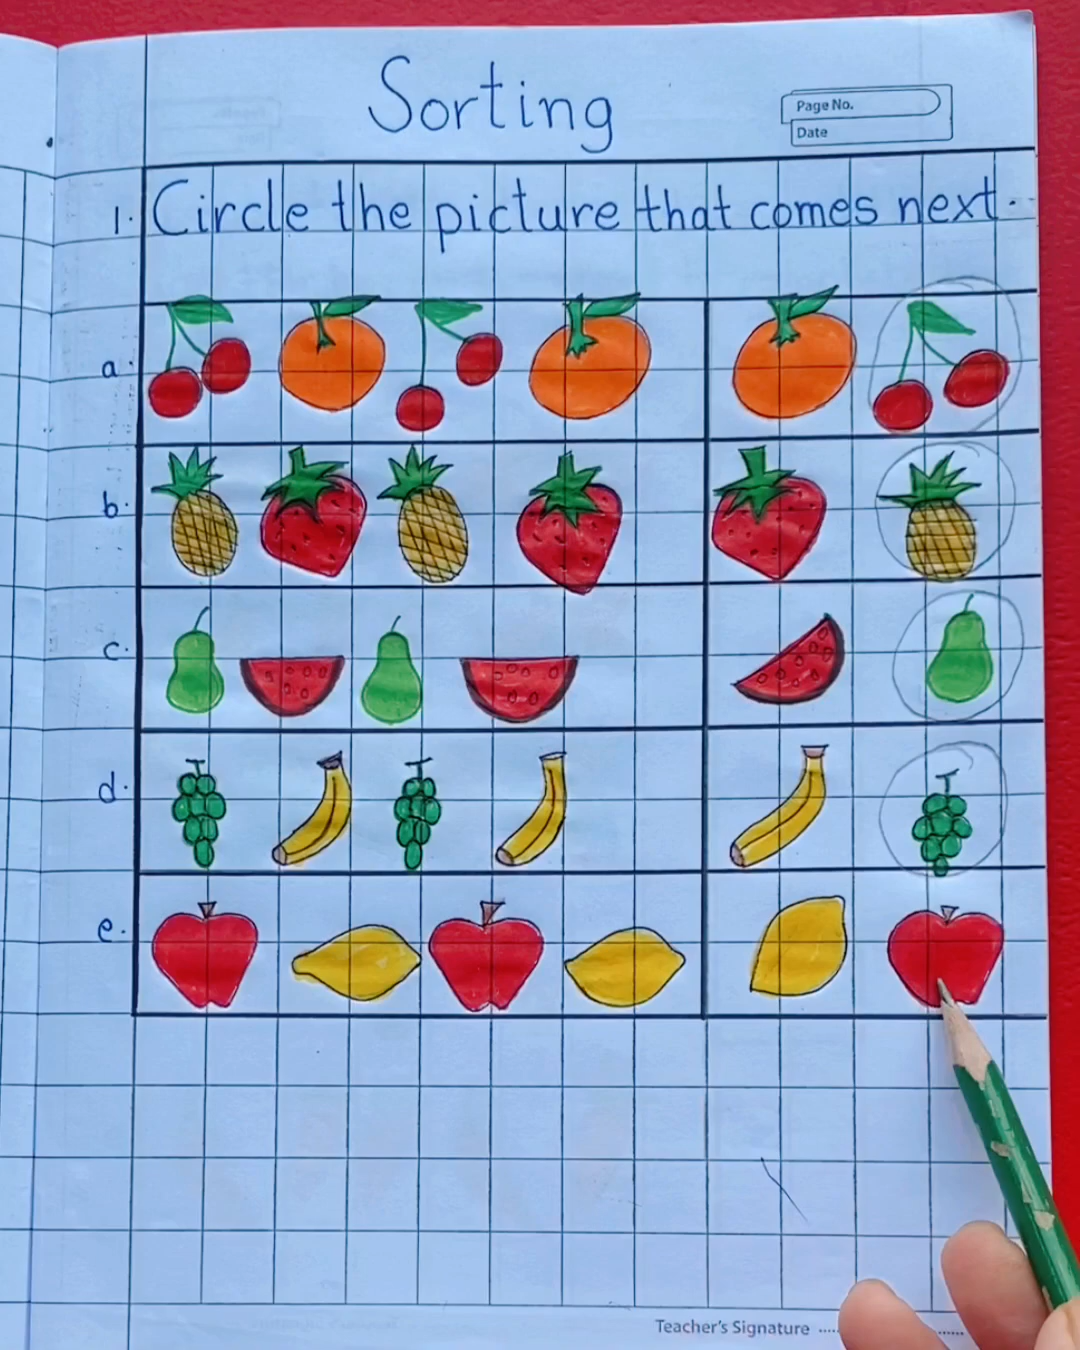 Sorting
Page No.
Date
1. Circle the picture that comes next.
a.
b.
c.
d.
e.
Teacher's Signature